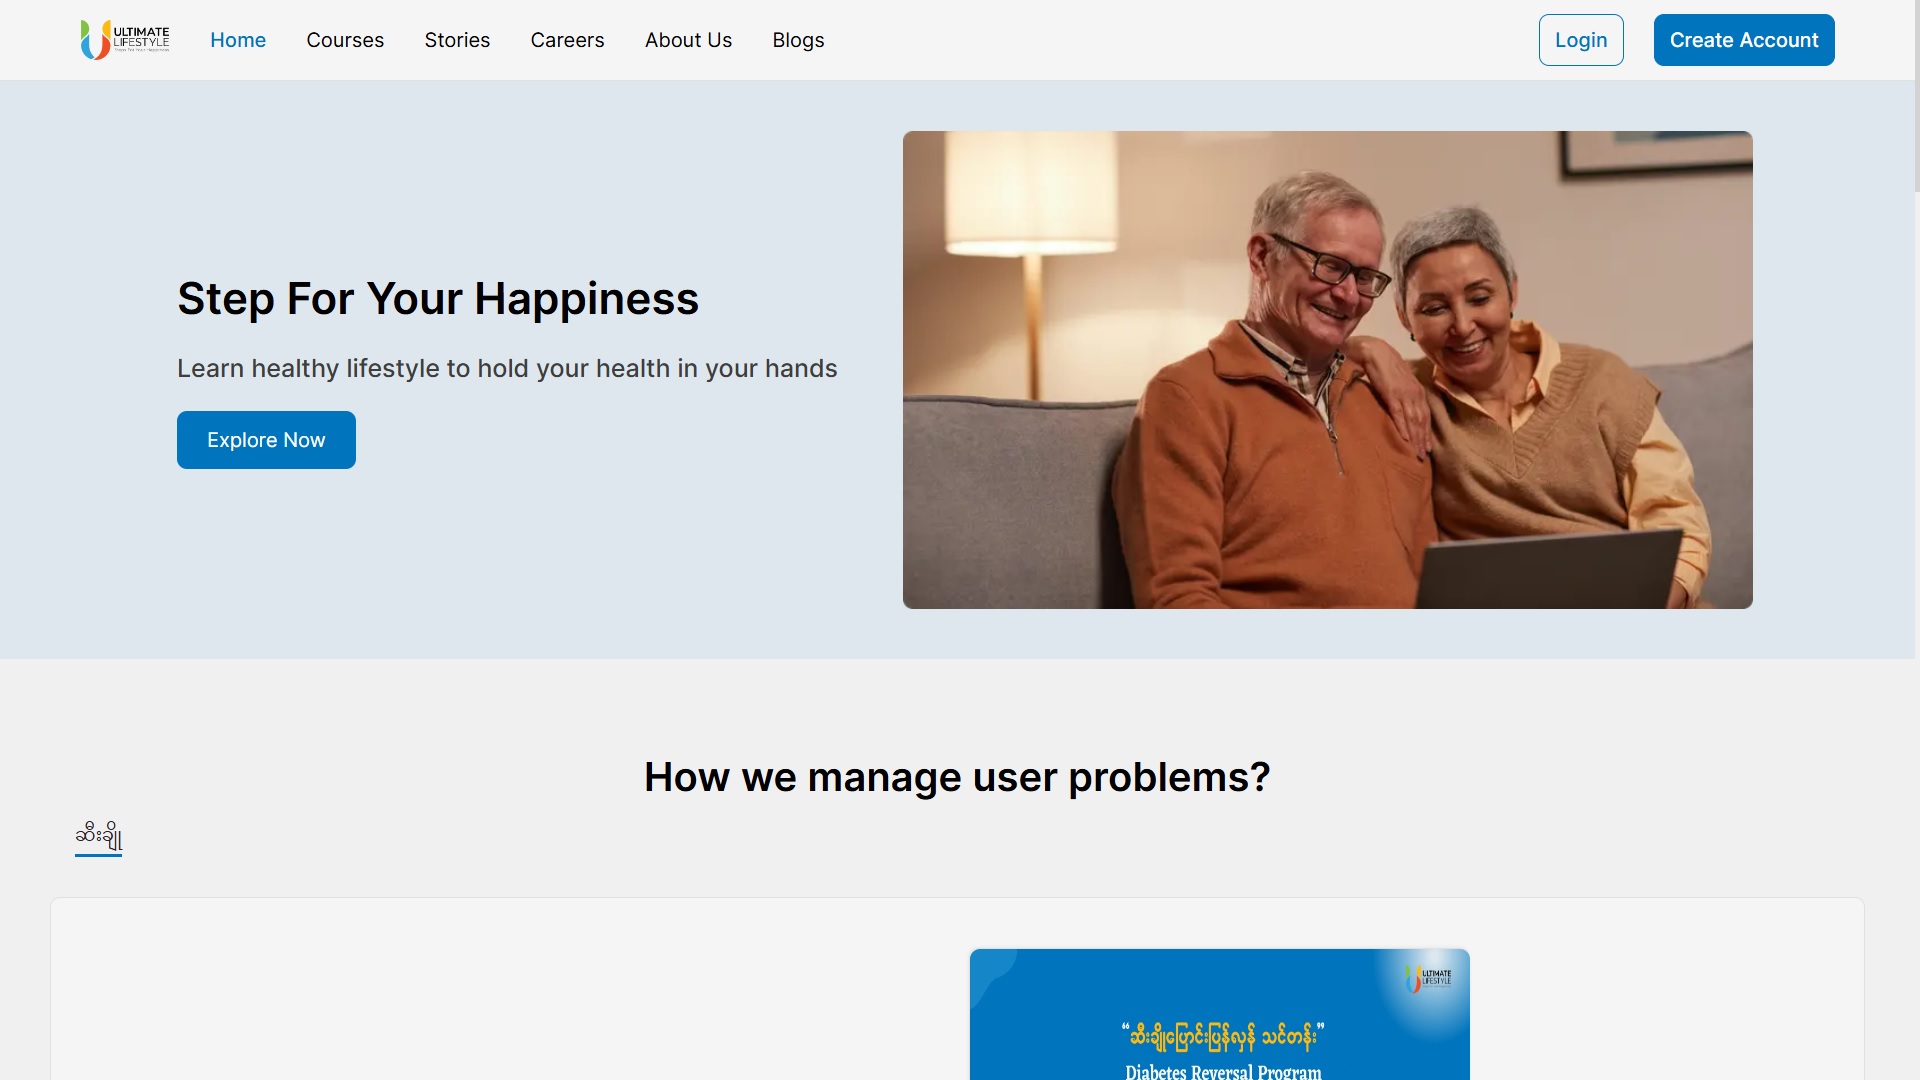 ULTIMATE
LIFESTYLE
Home
Courses
Stories
Careers
About Us
Blogs
Login
Create Account
Step For Your Happiness
Learn healthy lifestyle to hold your health in your hands
Explore Now
How we manage user problems?
ဆီးချို
ULTIMATE
LIFESTYLE
“ဆီးချိုပြောင်းပြန်လှန် သင်တန်း”
Diabetes Reversal Program